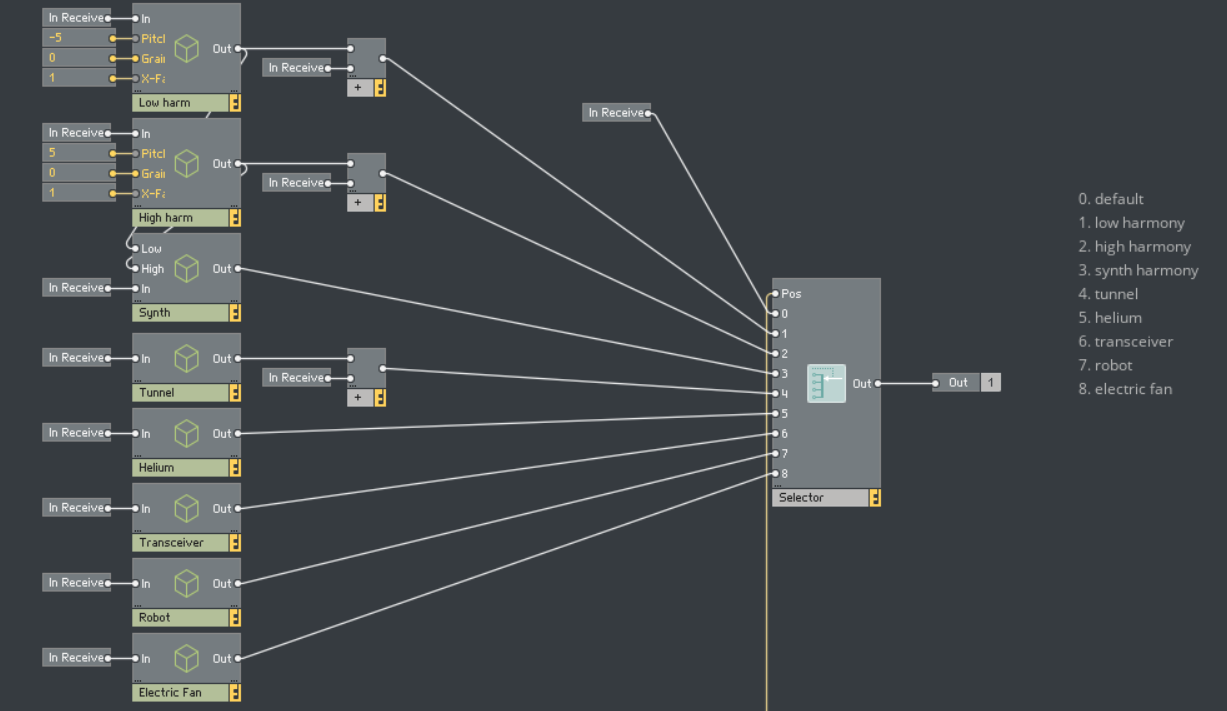 In Receive
In
-5
Pitcl
0
Grai
1
X-Fa
Out
Low harm
In Receive
+
In Receive
In
5
Pitcl
0
Grai
1
X-Fa
Out
High harm
In Receive
+
Low
High
In Receive
In
Out
Synth
In Receive
In
Out
Tunnel
In Receive
+
In Receive
In
Out
Helium
In Receive
In
Out
Transceiver
In Receive
In
Out
Robot
In Receive
In
Out
Electric Fan
In Receive
Pos
0
1
2
3
4
5
6
7
8
Out
Selector
Out 1
0. default
1. low harmony
2. high harmony
3. synth harmony
4. tunnel
5. helium
6. transceiver
7. robot
8. electric fan